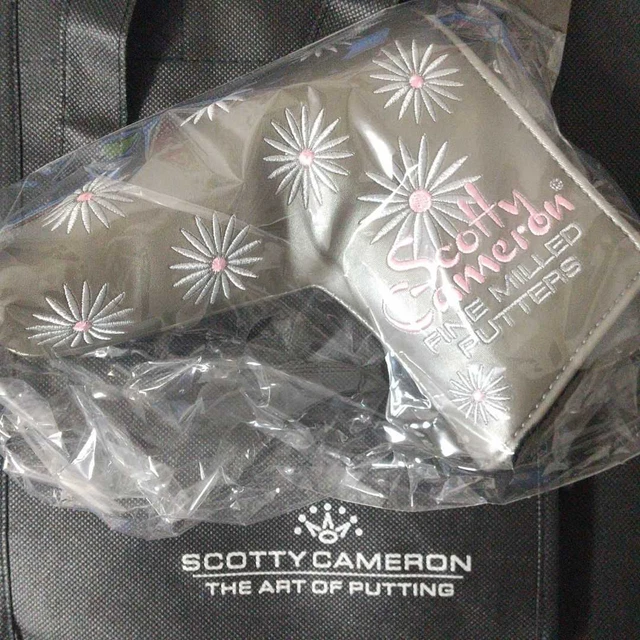 Scotty
Cameron®
FINE MILLED
PUTTERS
SCOTTY CAMERON
THE ART OF PUTTING